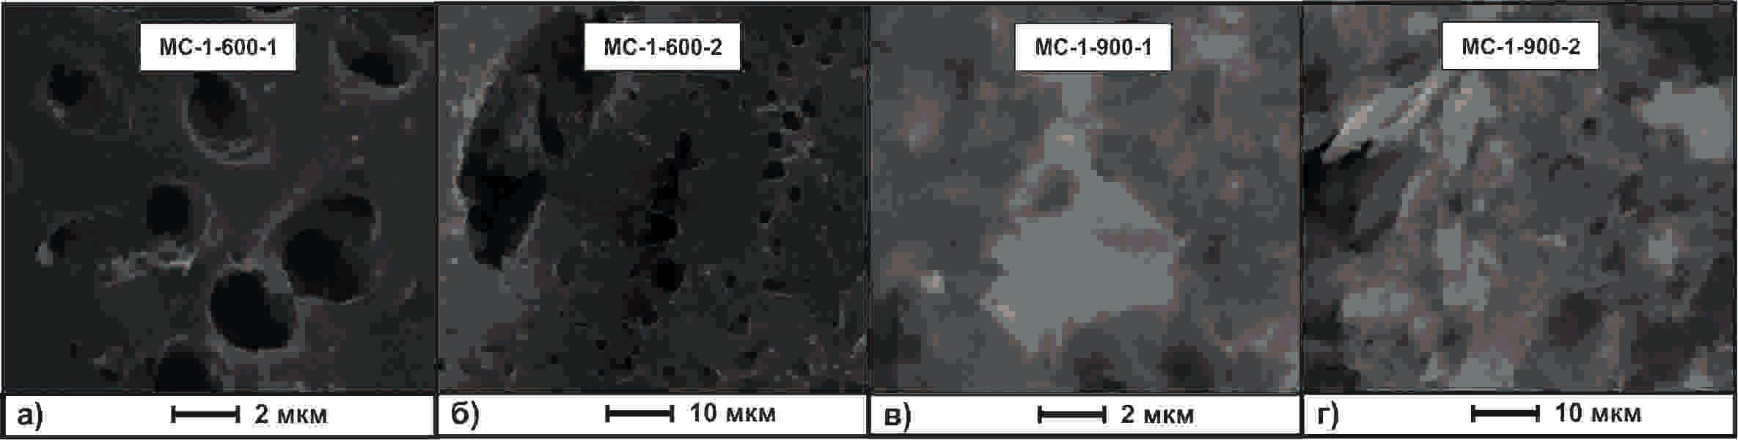 МС-1-600-1
МС-1-600-2
МС-1-900-1
МС-1-900-2
а) 2 мкм
б) 10 мкм
в) 2 мкм
г) 10 мкм